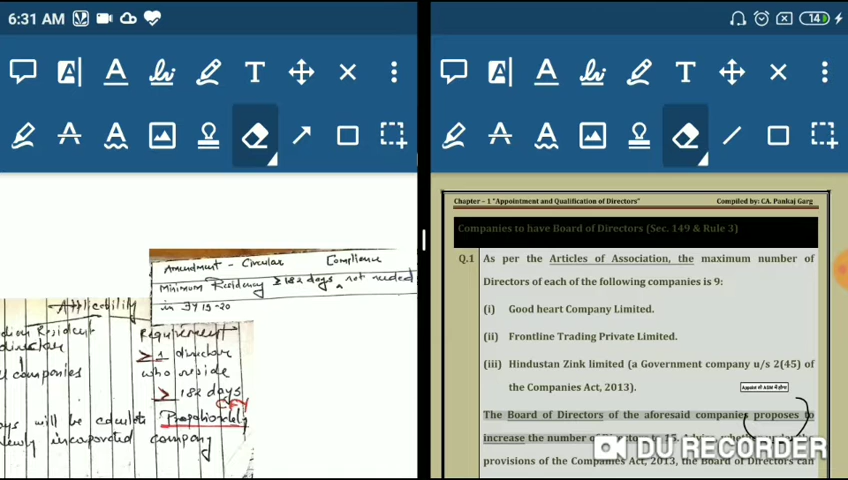 6:31 AM
14
Amendment - Circular Compliance
Minimum Residency ≥ 182 days not needed
in FY 19-20
Applicability
Requirement
≥ 1 director
who reside
≥ 182 days
director
companies
will be calculate Proportionately
newly incorporated company
Chapter – 1 "Appointment and Qualification of Directors" Compiled by: CA. Pankaj Garg
Companies to have Board of Directors (Sec. 149 & Rule 3)
Q.1 As per the Articles of Association, the maximum number of
Directors of each of the following companies is 9:
(i) Good heart Company Limited.
(ii) Frontline Trading Private Limited.
(iii) Hindustan Zink limited (a Government company u/s 2(45) of
the Companies Act, 2013).
The Board of Directors of the aforesaid companies proposes to
increase the number of
provisions of the Companies Act, 2013, the Board of Directors can
DU RECORDER